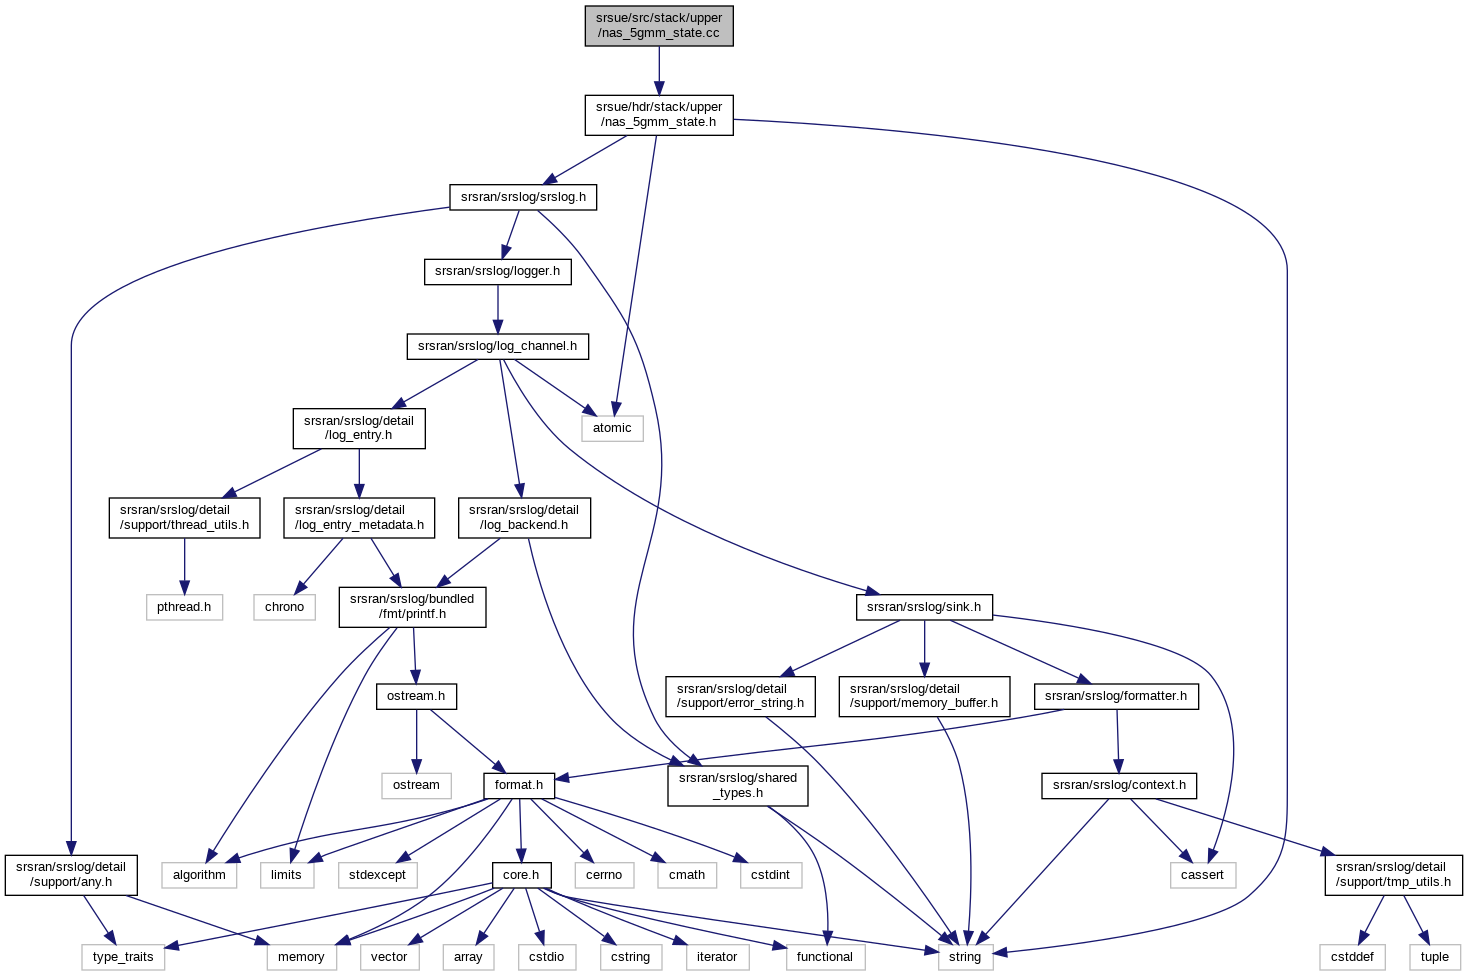 srsue/src/stack/upper
/nas_5gmm_state.cc
srsue/hdr/stack/upper
/nas_5gmm_state.h
srsran/srslog/srslog.h
srsran/srslog/logger.h
srsran/srslog/log_channel.h
srsran/srslog/detail
/log_entry.h
atomic
srsran/srslog/detail
/support/thread_utils.h
srsran/srslog/detail
/log_entry_metadata.h
srsran/srslog/detail
/log_backend.h
pthread.h
chrono
srsran/srslog/bundled
/fmt/printf.h
srsran/srslog/sink.h
ostream.h
srsran/srslog/detail
/support/error_string.h
srsran/srslog/detail
/support/memory_buffer.h
srsran/srslog/formatter.h
ostream
format.h
srsran/srslog/shared
_types.h
srsran/srslog/context.h
srsran/srslog/detail
/support/any.h
algorithm
limits
stdexcept
core.h
cerrno
cmath
cstdint
cassert
srsran/srslog/detail
/support/tmp_utils.h
type_traits
memory
vector
array
cstdio
cstring
iterator
functional
string
cstddef
tuple